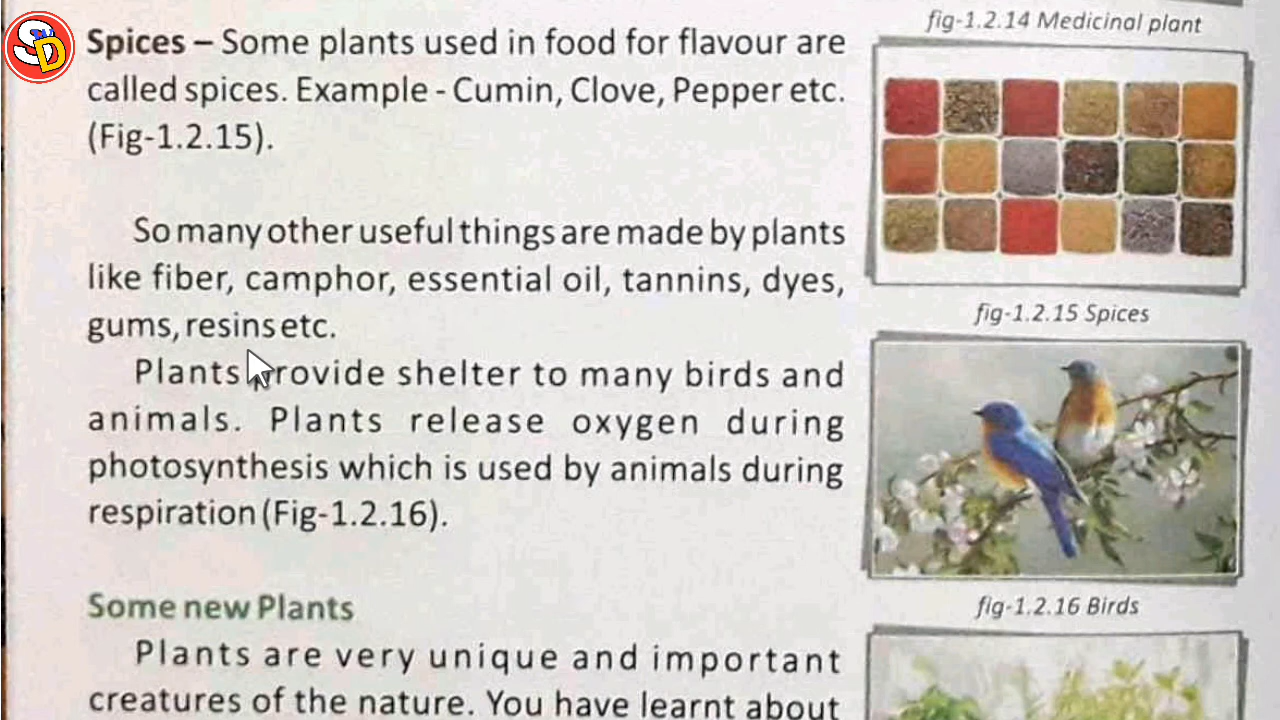 SD
fig-1.2.14 Medicinal plant
Spices – Some plants used in food for flavour are
called spices. Example - Cumin, Clove, Pepper etc.
(Fig-1.2.15).
So many other useful things are made by plants
like fiber, camphor, essential oil, tannins, dyes,
gums, resins etc.
fig-1.2.15 Spices
Plants provide shelter to many birds and
animals. Plants release oxygen during
photosynthesis which is used by animals during
respiration (Fig-1.2.16).
fig-1.2.16 Birds
Some new Plants
Plants are very unique and important
creatures of the nature. You have learnt about